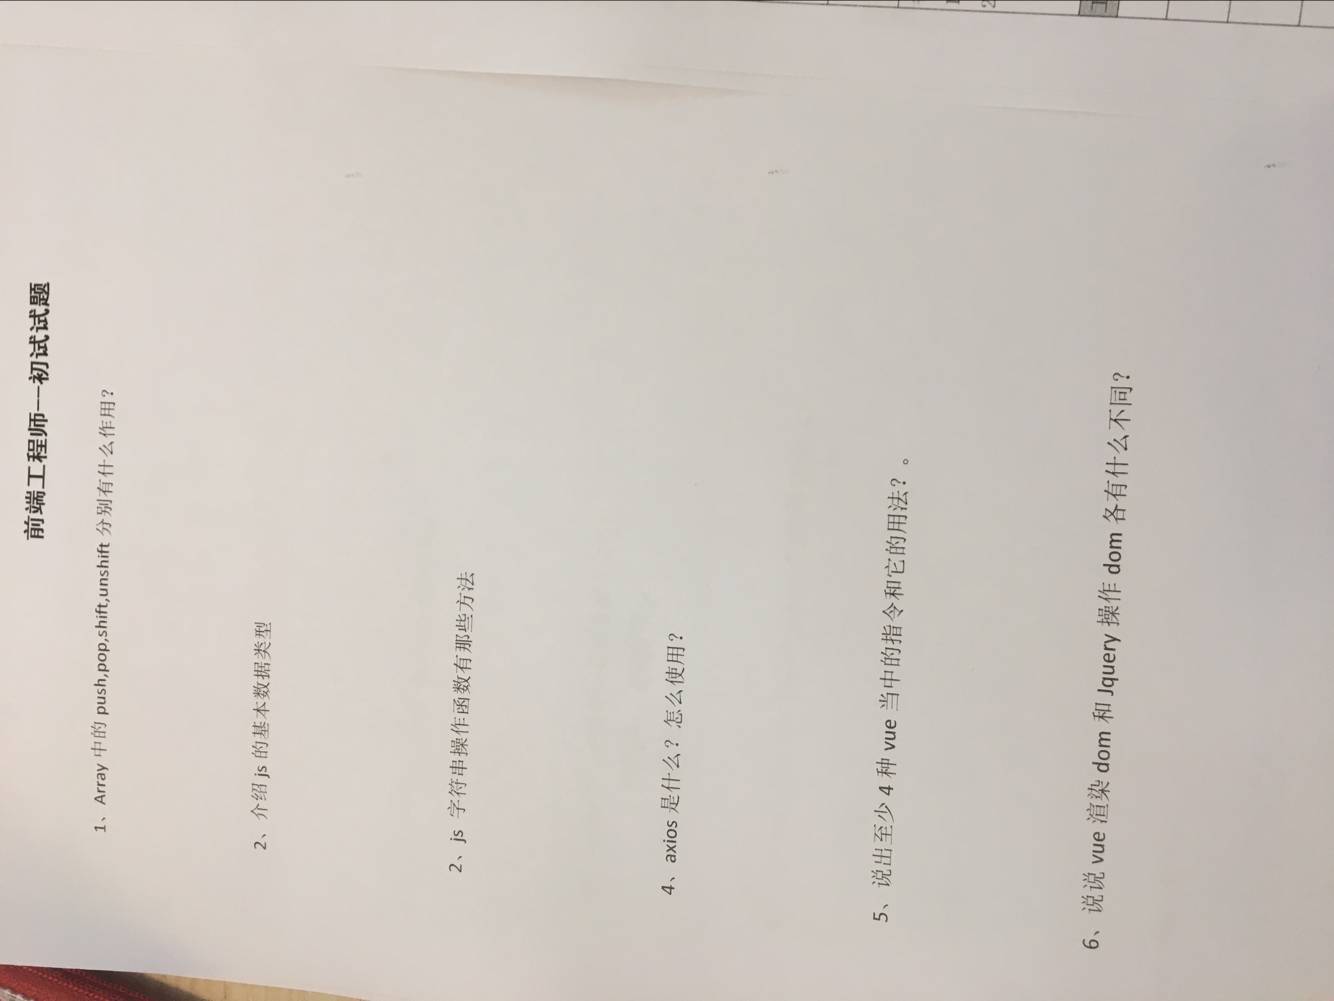 前端工程师--初试试题
1、Array 中的 push,pop,shift,unshift 分别有什么作用?
2、介绍 js 的基本数据类型
2、js 字符串操作函数有那些方法
4、axios 是什么? 怎么使用?
5、说出至少 4 种 vue 当中的指令和它的用法? 。
6、说说 vue 渲染 dom 和 Jquery 操作 dom 各有什么不同?